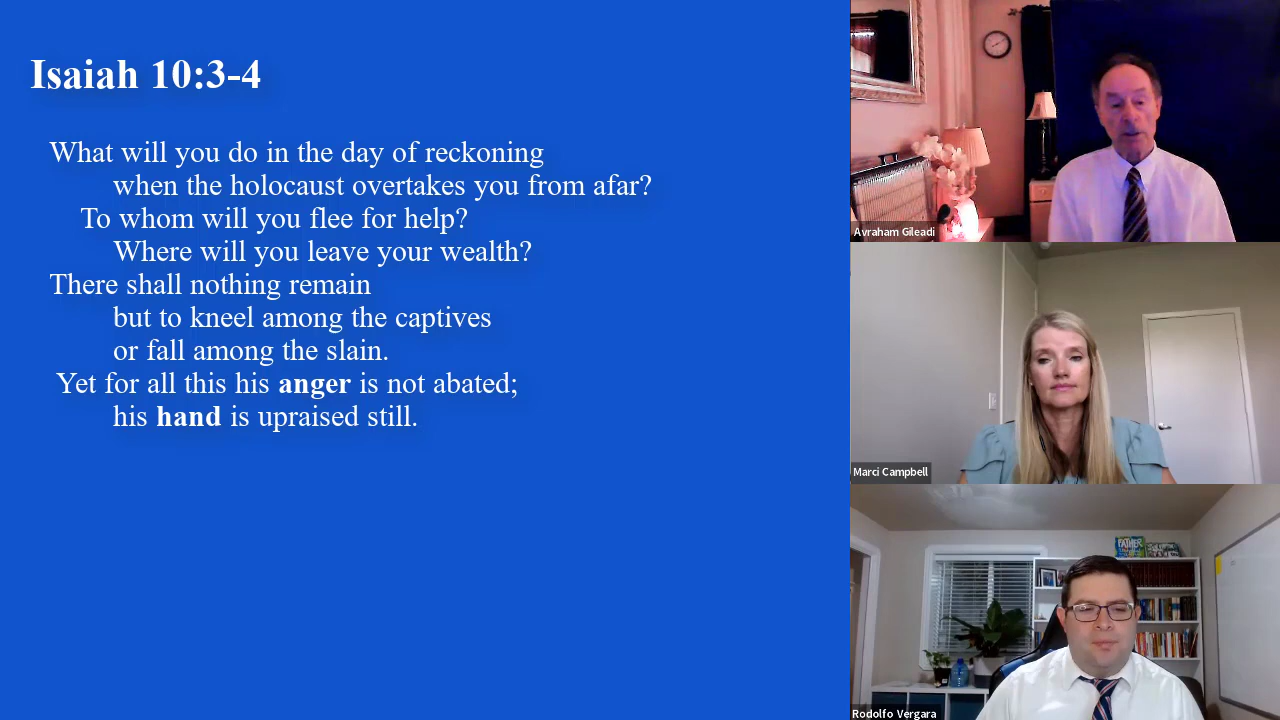 Isaiah 10:3-4
What will you do in the day of reckoning
when the holocaust overtakes you from afar?
To whom will you flee for help?
Where will you leave your wealth?
There shall nothing remain
but to kneel among the captives
or fall among the slain.
Yet for all this his anger is not abated;
his hand is upraised still.
Avraham Gileadi
Marci Campbell
FATHER
Rodolfo Vergara